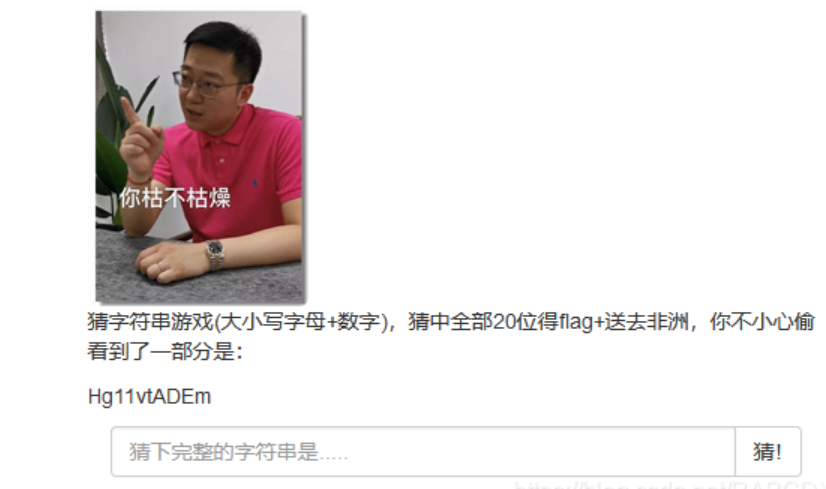 你枯不枯燥
猜字符串游戏(大小写字母+数字)，猜中全部20位得flag+送去非洲，你不小心偷
看到了一部分是：
Hg11vtADEm
猜下完整的字符串是..... 猜!